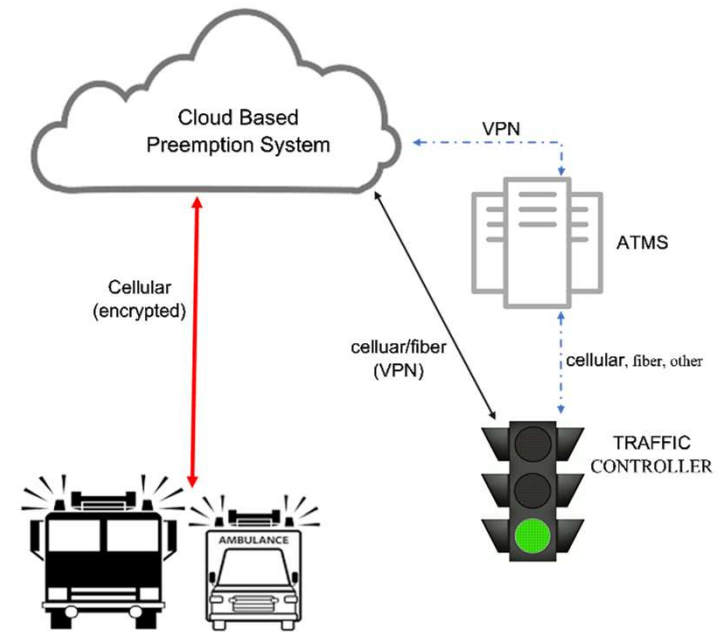 Cloud Based
Preemption System
VPN
ATMS
Cellular
(encrypted)
celluar/fiber
(VPN)
cellular, fiber, other
TRAFFIC
CONTROLLER
AMBULANCE